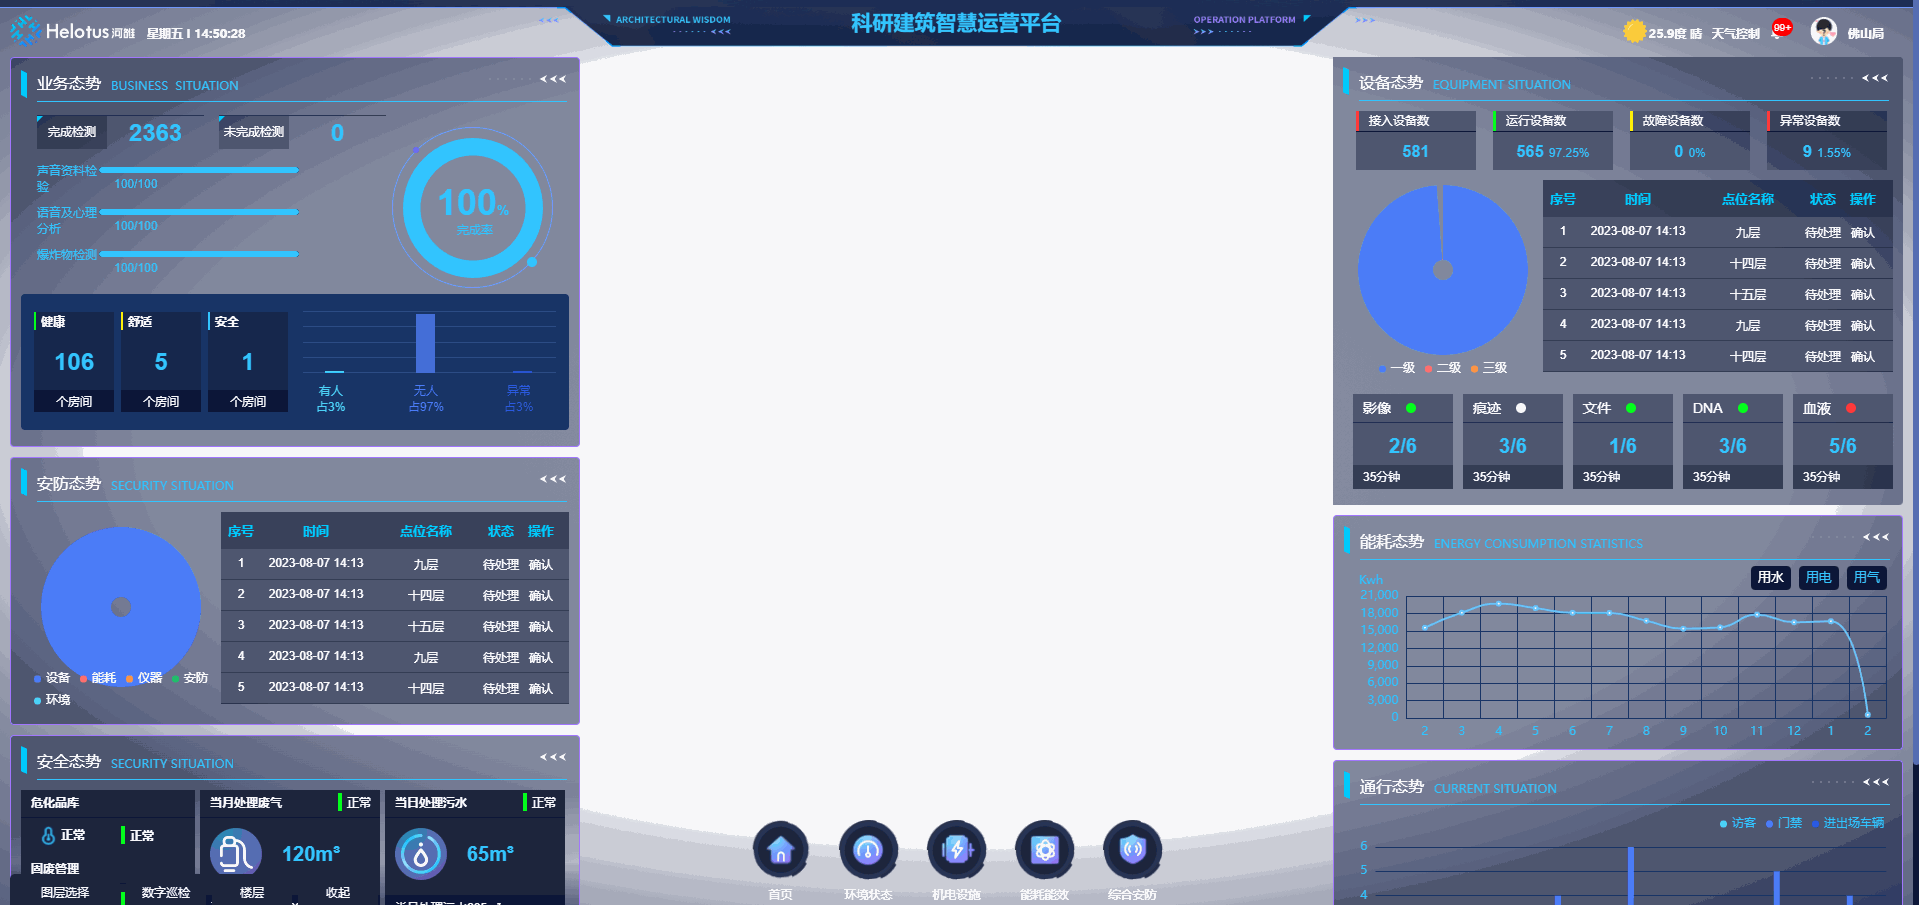 Helotus 河雒 星期五 I 14:50:28
ARCHITECTURAL WISDOM
科研建筑智慧运营平台
OPERATION PLATFORM
25.9度 晴 天气控制 99+ 佛山局
业务态势 BUSINESS SITUATION
完成检测 2363 未完成检测 0
声音资料检验
100/100
语音及心理分析
100/100
爆炸物检测
100/100
100%
完成率
健康 舒适 安全
106 5 1
个房间 个房间 个房间
有人 无人 异常
占3% 占97% 占3%
安防态势 SECURITY SITUATION
设备 能耗 仪器 安防
环境
序号 时间 点位名称 状态 操作
1 2023-08-07 14:13 九层 待处理 确认
2 2023-08-07 14:13 十四层 待处理 确认
3 2023-08-07 14:13 十五层 待处理 确认
4 2023-08-07 14:13 九层 待处理 确认
5 2023-08-07 14:13 十四层 待处理 确认
安全态势 SECURITY SITUATION
危化品库
正常 正常
固废管理
当月处理废气 正常
120m³
当日处理污水 正常
65m³
图层选择 数字巡检 楼层 收起
首页 环境状态 机电设施 能耗能效 综合安防
设备态势 EQUIPMENT SITUATION
接入设备数 运行设备数 故障设备数 异常设备数
581 565 97.25% 0 0% 9 1.55%
一级 二级 三级
序号 时间 点位名称 状态 操作
1 2023-08-07 14:13 九层 待处理 确认
2 2023-08-07 14:13 十四层 待处理 确认
3 2023-08-07 14:13 十五层 待处理 确认
4 2023-08-07 14:13 九层 待处理 确认
5 2023-08-07 14:13 十四层 待处理 确认
影像 痕迹 文件 DNA 血液
2/6 3/6 1/6 3/6 5/6
35分钟 35分钟 35分钟 35分钟 35分钟
能耗态势 ENERGY CONSUMPTION STATISTICS
用水 用电 用气
Kwh
21,000
18,000
15,000
12,000
9,000
6,000
3,000
0
2 3 4 5 6 7 8 9 10 11 12 1 2
通行态势 CURRENT SITUATION
访客 门禁 进出场车辆
6
5
4